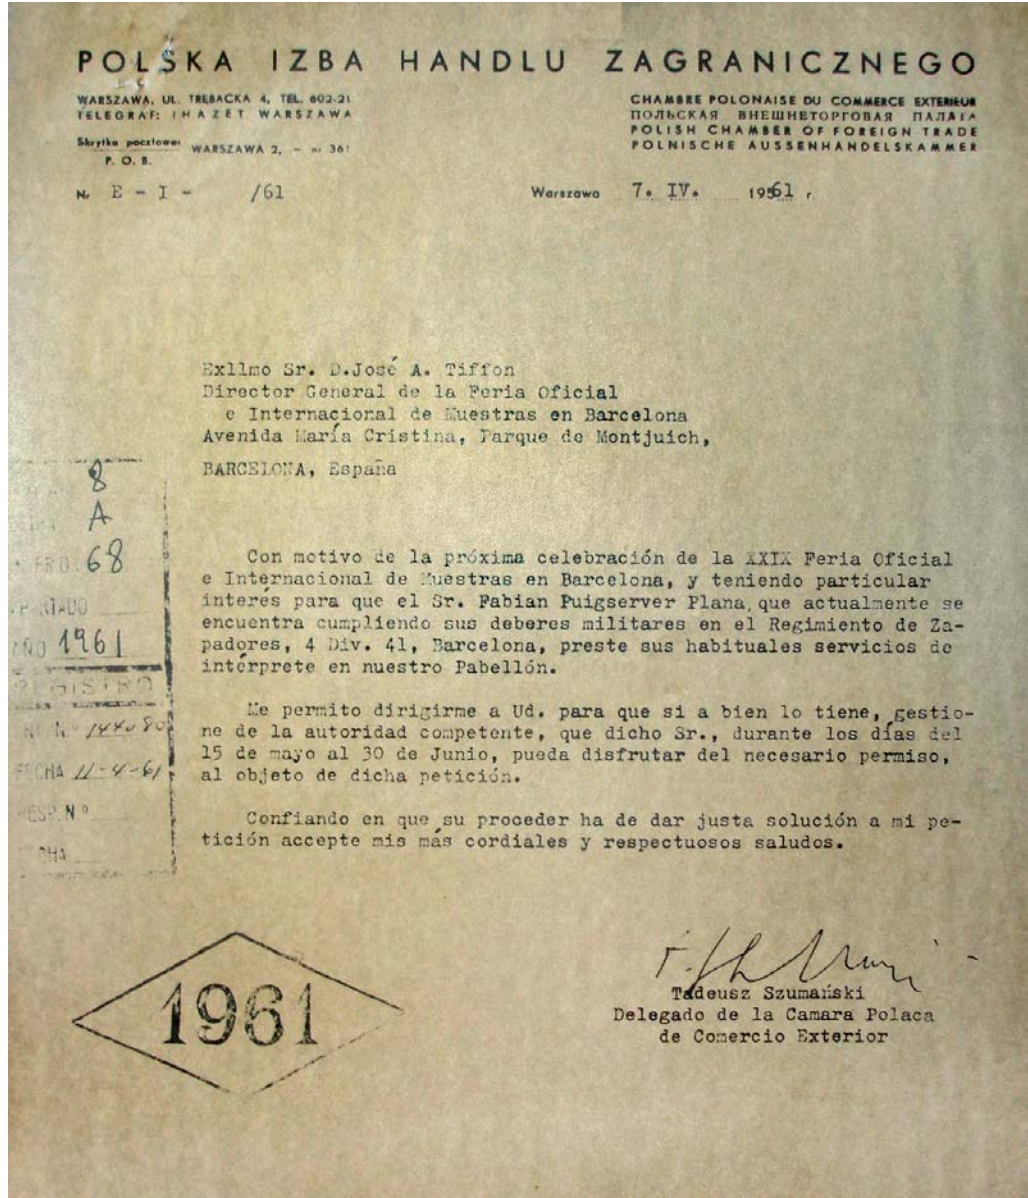 POLSKA IZBA HANDLU ZAGRANICZNEGO
WARSZAWA, UL. TRĘBACKA 4, TEL. 602-21
TELEGRAF: IHAZET WARSZAWA
Skrytka pocztowa:
P. O. B.
WARSZAWA 2, — nr 361
CHAMBRE POLONAISE DU COMMERCE EXTERIEUR
ПОЛЬСКАЯ ВНЕШНЕТОРГОВАЯ ПАЛАТА
POLISH CHAMBER OF FOREIGN TRADE
POLNISCHE AUSSENHANDELSKAMMER
Nr E - I - /61
Warszawa 7. IV. 1961 r.
Exllmo Sr. D.José A. Tiffon
Director General de la Feria Oficial
e Internacional de Muestras en Barcelona
Avenida María Cristina, Parque de Montjuich,
BARCELONA, España
8
A
68
1961
REGISTRO
FECHA 11-4-61
RESP. N.º
Con motivo de la próxima celebración de la XXIX Feria Oficial
e Internacional de Muestras en Barcelona, y teniendo particular
interés para que el Sr. Fabian Puigserver Plana, que actualmente se
encuentra cumpliendo sus deberes militares en el Regimiento de Za-
padores, 4 Div. 41, Barcelona, preste sus habituales servicios de
intérprete en nuestro Pabellón.
Me permito dirigirme a Ud. para que si a bien lo tiene, gestio-
ne de la autoridad competente, que dicho Sr., durante los días del
15 de mayo al 30 de Junio, pueda disfrutar del necesario permiso,
al objeto de dicha petición.
Confiando en que su proceder ha de dar justa solución a mi pe-
tición accepte mis más cordiales y respectuosos saludos.
1961
Tadeusz Szumański
Delegado de la Camara Polaca
de Comercio Exterior